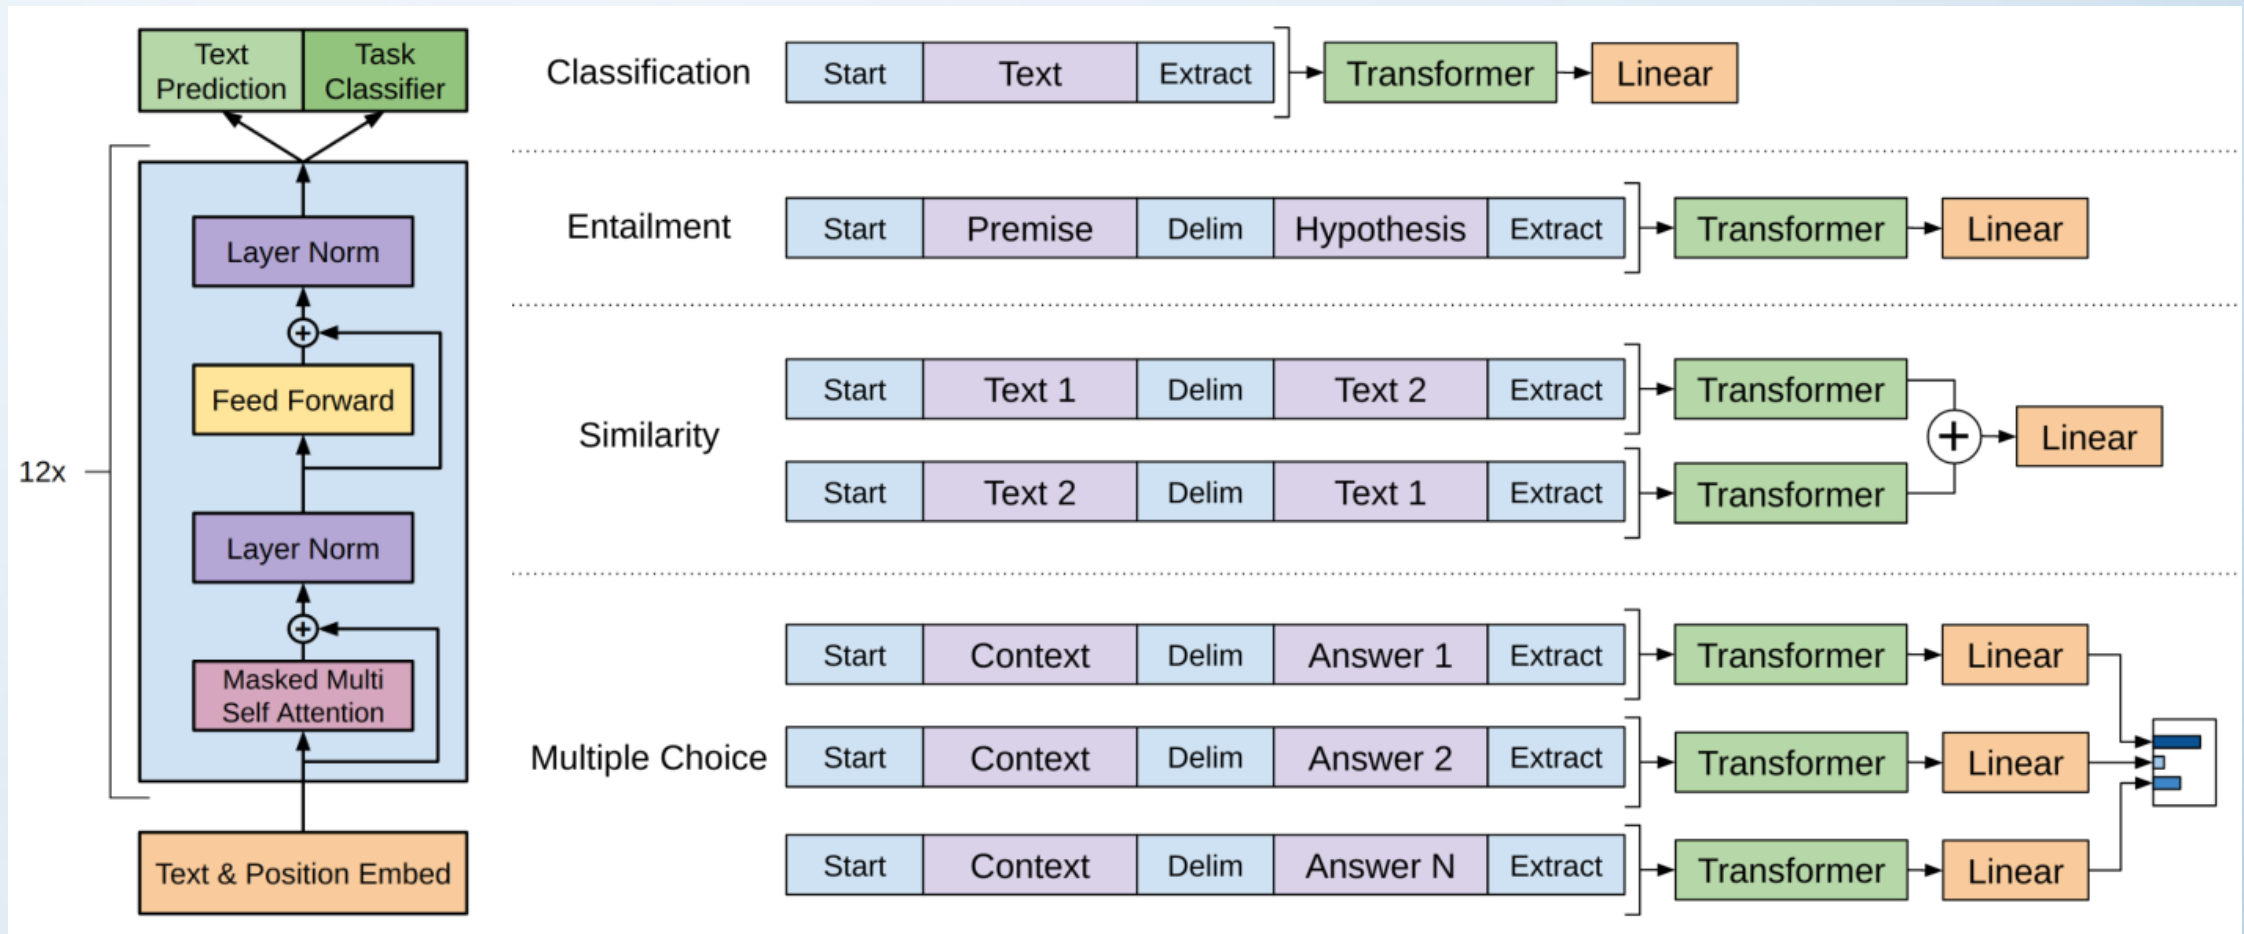 Text
Prediction
Task
Classifier
12x
Layer Norm
Feed Forward
Layer Norm
Masked Multi
Self Attention
Text & Position Embed
Classification Start Text Extract Transformer Linear
Entailment Start Premise Delim Hypothesis Extract Transformer Linear
Similarity
Start Text 1 Delim Text 2 Extract Transformer
+ Linear
Start Text 2 Delim Text 1 Extract Transformer
Multiple Choice
Start Context Delim Answer 1 Extract Transformer Linear
Start Context Delim Answer 2 Extract Transformer Linear
Start Context Delim Answer N Extract Transformer Linear